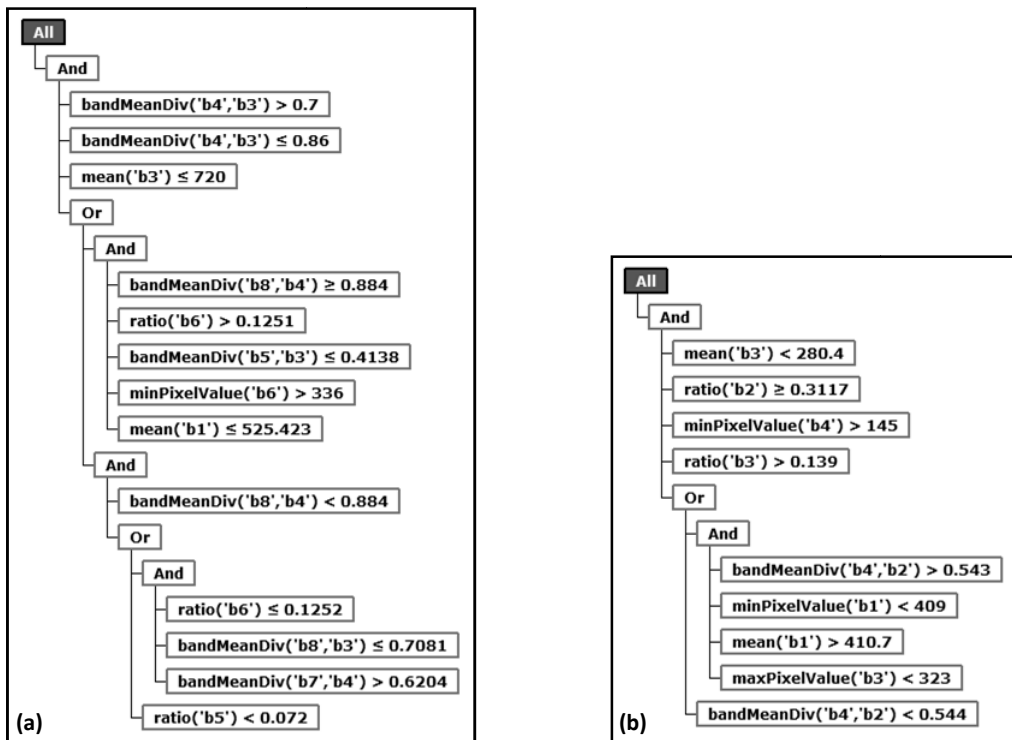 All
And
bandMeanDiv('b4','b3') > 0.7
bandMeanDiv('b4','b3') ≤ 0.86
mean('b3') ≤ 720
Or
And
bandMeanDiv('b8','b4') ≥ 0.884
ratio('b6') > 0.1251
bandMeanDiv('b5','b3') ≤ 0.4138
minPixelValue('b6') > 336
mean('b1') ≤ 525.423
And
bandMeanDiv('b8','b4') < 0.884
Or
And
ratio('b6') ≤ 0.1252
bandMeanDiv('b8','b3') ≤ 0.7081
bandMeanDiv('b7','b4') > 0.6204
ratio('b5') < 0.072
(a)
All
And
mean('b3') < 280.4
ratio('b2') ≥ 0.3117
minPixelValue('b4') > 145
ratio('b3') > 0.139
Or
And
bandMeanDiv('b4','b2') > 0.543
minPixelValue('b1') < 409
mean('b1') > 410.7
maxPixelValue('b3') < 323
bandMeanDiv('b4','b2') < 0.544
(b)